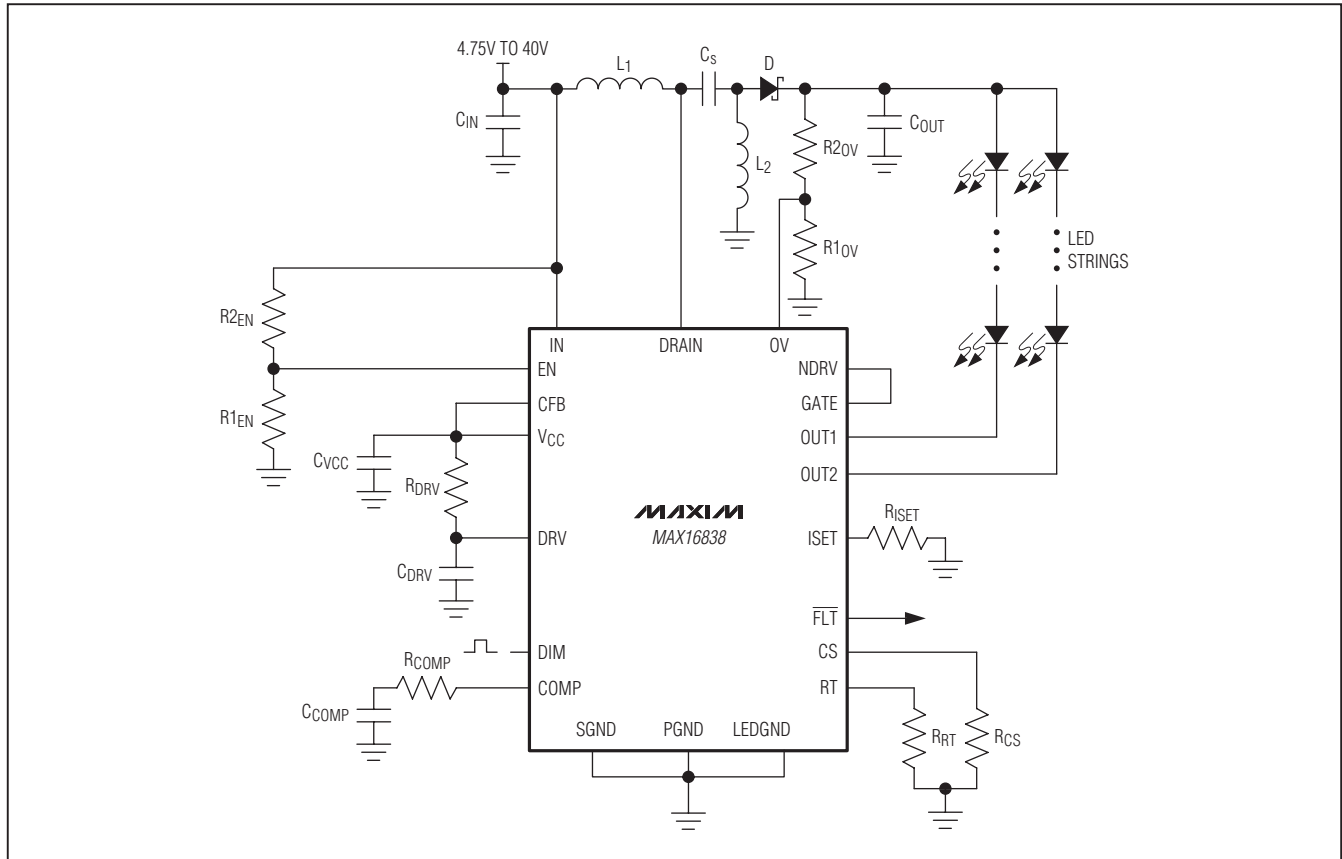 4.75V TO 40V
L1
CS
D
CIN
L2
R2OV
COUT
R1OV
LED
STRINGS
R2EN
R1EN
IN
DRAIN
OV
EN
NDRV
CFB
GATE
VCC
OUT1
OUT2
CVCC
RDRV
MAXIM
MAX16838
DRV
ISET
RISET
CDRV
FLT
DIM
CS
RCOMP
COMP
RT
CCOMP
SGND
PGND
LEDGND
RRT
RCS